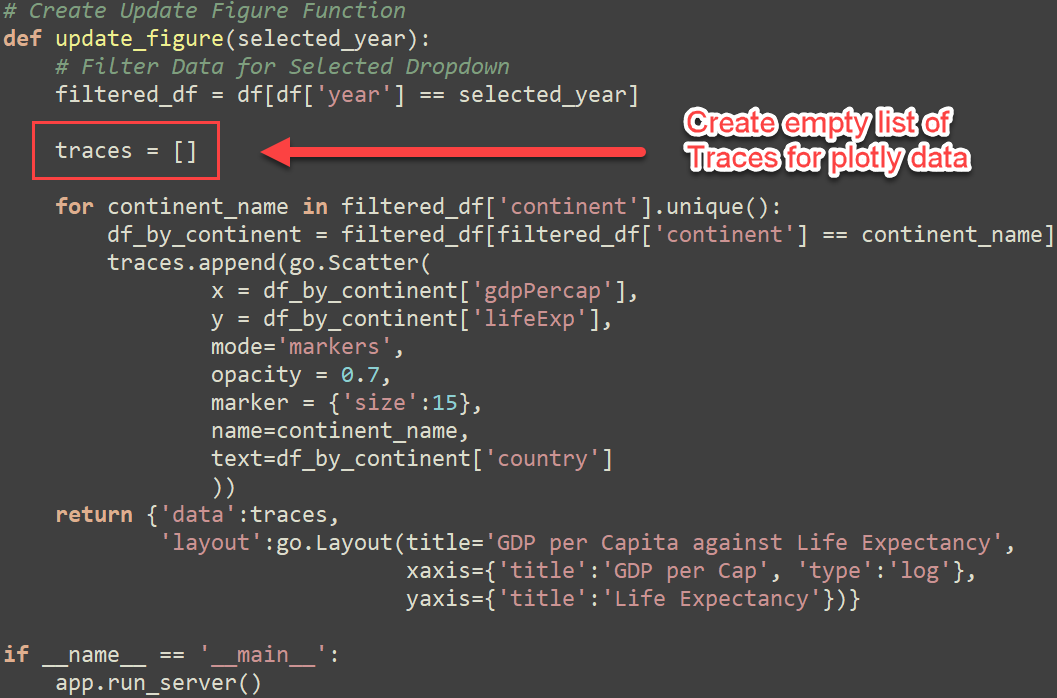 # Create Update Figure Function
def update_figure(selected_year):
    # Filter Data for Selected Dropdown
    filtered_df = df[df['year'] == selected_year]
    traces = []
Create empty list of
Traces for plotly data
    for continent_name in filtered_df['continent'].unique():
        df_by_continent = filtered_df[filtered_df['continent'] == continent_name]
        traces.append(go.Scatter(
                x = df_by_continent['gdpPercap'],
                y = df_by_continent['lifeExp'],
                mode='markers',
                opacity = 0.7,
                marker = {'size':15},
                name=continent_name,
                text=df_by_continent['country']
                ))
    return {'data':traces,
            'layout':go.Layout(title='GDP per Capita against Life Expectancy',
                               xaxis={'title':'GDP per Cap', 'type':'log'},
                               yaxis={'title':'Life Expectancy'})}
if __name__ == '__main__':
    app.run_server()